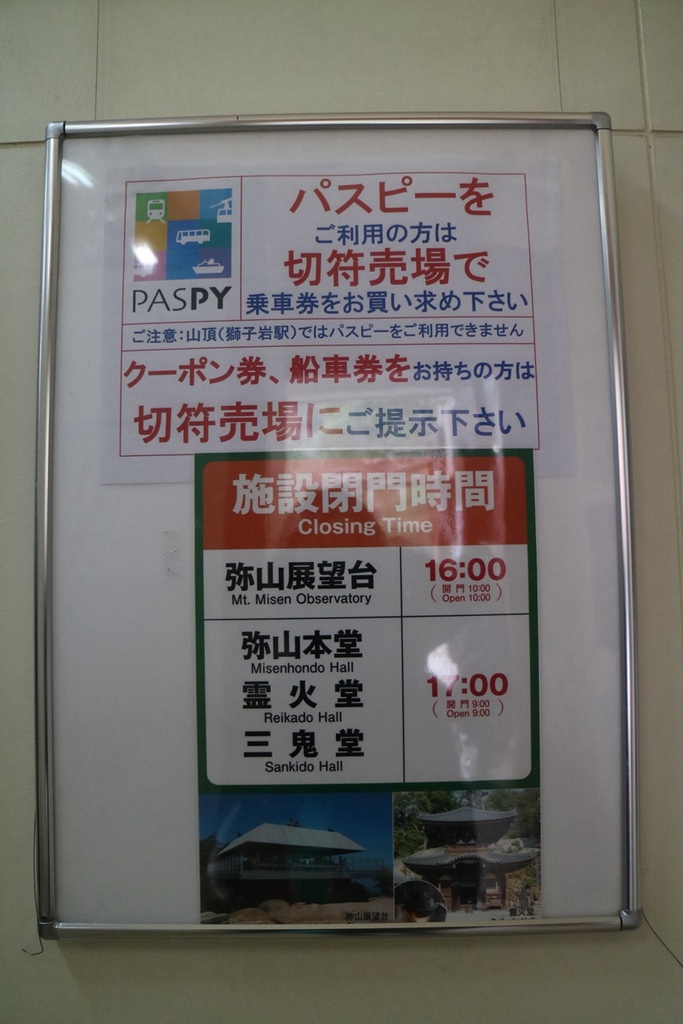 PASPY
パスピーを
ご利用の方は
切符売場で
乗車券をお買い求め下さい
ご注意:山頂(獅子岩駅)ではパスピーをご利用できません
クーポン券、船車券をお持ちの方は
切符売場にご提示下さい
施設閉門時間
Closing Time
弥山展望台
Mt. Misen Observatory
16:00
(開門 10:00
Open 10:00)
弥山本堂
Misenhondo Hall
霊火堂
Reikado Hall
三鬼堂
Sankido Hall
17:00
(開門 9:00
Open 9:00)
弥山展望台
霊火堂